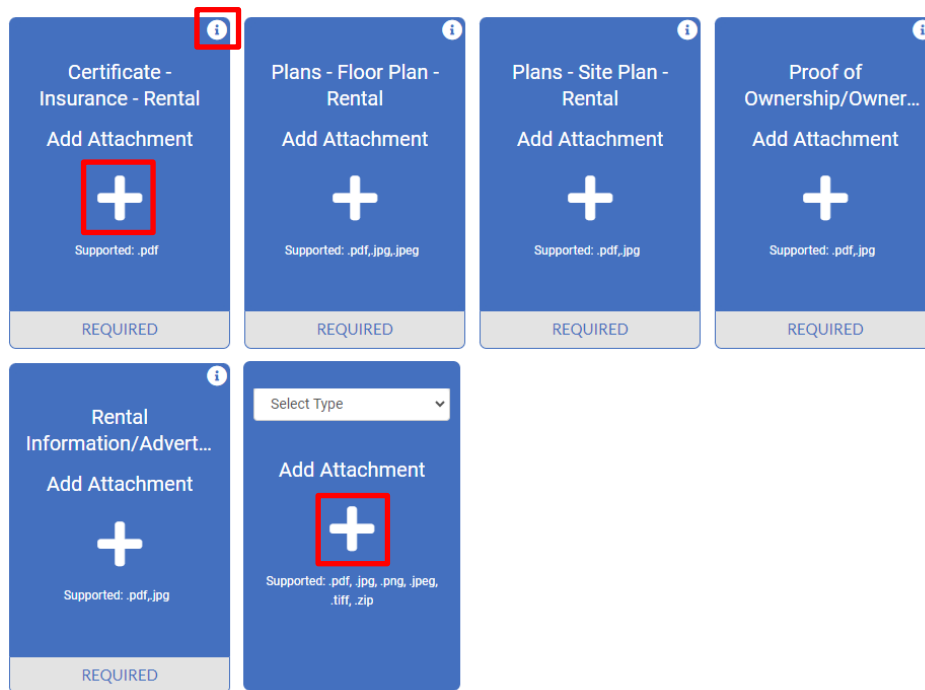 Certificate -
Insurance - Rental
Add Attachment
Supported: .pdf
REQUIRED
Plans - Floor Plan -
Rental
Add Attachment
Supported: .pdf,.jpg,.jpeg
REQUIRED
Plans - Site Plan -
Rental
Add Attachment
Supported: .pdf,.jpg
REQUIRED
Proof of
Ownership/Owner...
Add Attachment
Supported: .pdf,.jpg
REQUIRED
Rental
Information/Advert...
Add Attachment
Supported: .pdf,.jpg
REQUIRED
Select Type
Add Attachment
Supported: .pdf, .jpg, .png, .jpeg,
.tiff, .zip